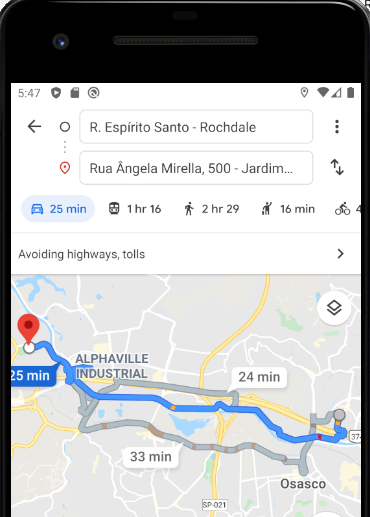 5:47
R. Espírito Santo - Rochdale
Rua Ângela Mirella, 500 - Jardim...
25 min
1 hr 16
2 hr 29
16 min
4
Avoiding highways, tolls
ALPHAVILLE
INDUSTRIAL
25 min
24 min
37
33 min
Osasco
SP-021